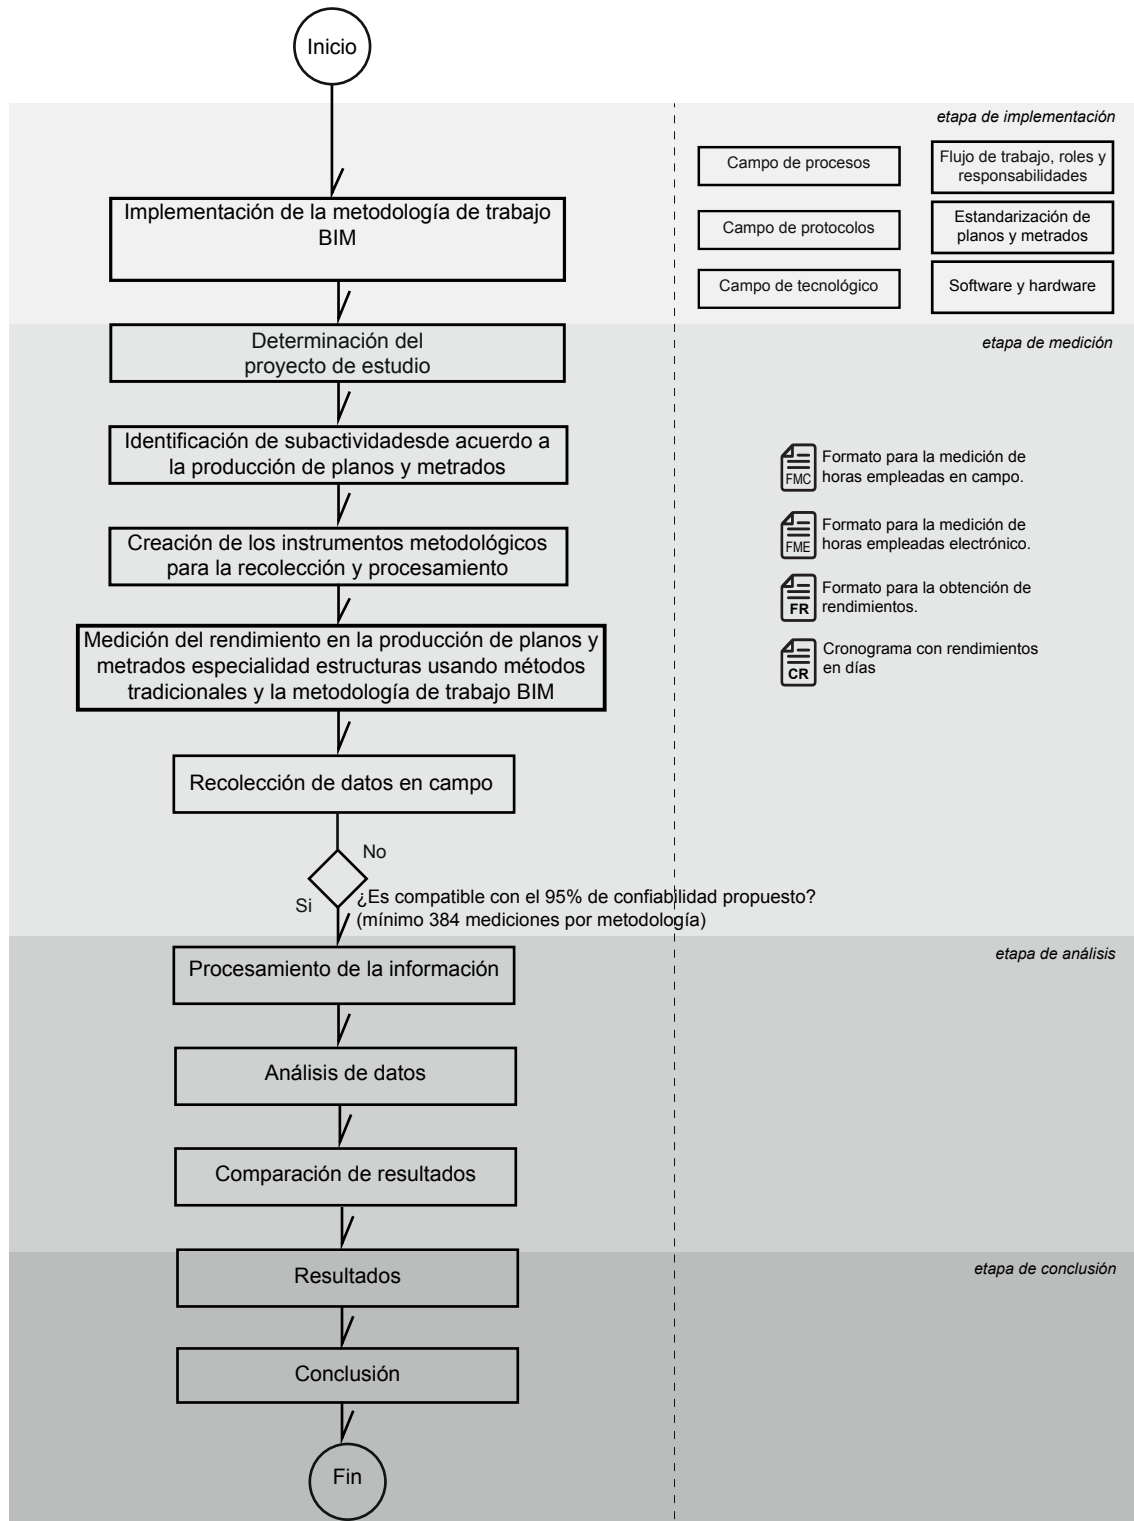 Inicio
etapa de implementación
Campo de procesos
Flujo de trabajo, roles y
responsabilidades
Implementación de la metodología de trabajo
BIM
Campo de protocolos
Estandarización de
planos y metrados
Campo de tecnológico
Software y hardware
etapa de medición
Determinación del
proyecto de estudio
Identificación de subactividadesde acuerdo a
la producción de planos y metrados
FMC
Formato para la medición de
horas empleadas en campo.
Creación de los instrumentos metodológicos
para la recolección y procesamiento
FME
Formato para la medición de
horas empleadas electrónico.
FR
Formato para la obtención de
rendimientos.
Medición del rendimiento en la producción de planos y
metrados especialidad estructuras usando métodos
tradicionales y la metodología de trabajo BIM
CR
Cronograma con rendimientos
en días
Recolección de datos en campo
No
Si
¿Es compatible con el 95% de confiabilidad propuesto?
(mínimo 384 mediciones por metodología)
etapa de análisis
Procesamiento de la información
Análisis de datos
Comparación de resultados
etapa de conclusión
Resultados
Conclusión
Fin